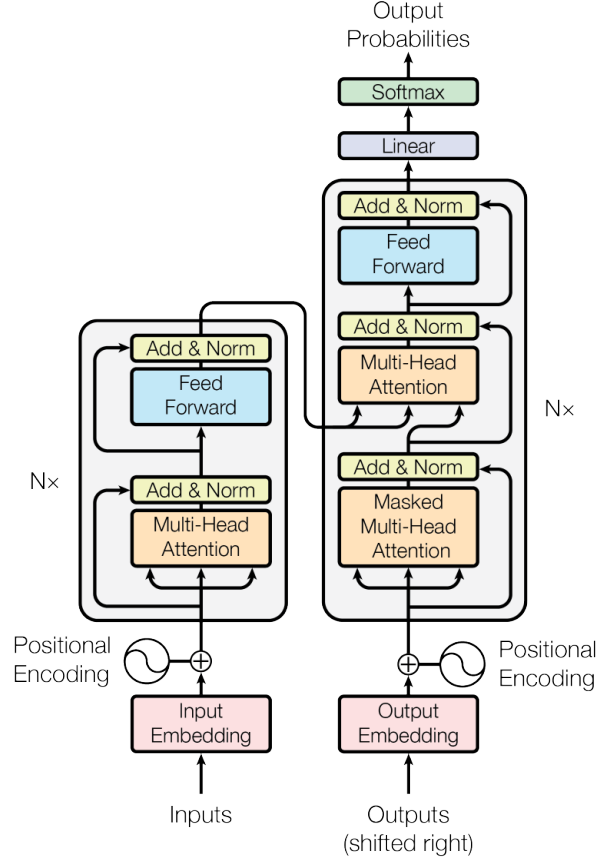 Output
Probabilities
Softmax
Linear
Add & Norm
Feed
Forward
Add & Norm
Multi-Head
Attention
Add & Norm
Masked
Multi-Head
Attention
N×
Add & Norm
Feed
Forward
Add & Norm
Multi-Head
Attention
N×
Positional
Encoding
Positional
Encoding
Input
Embedding
Output
Embedding
Inputs
Outputs
(shifted right)